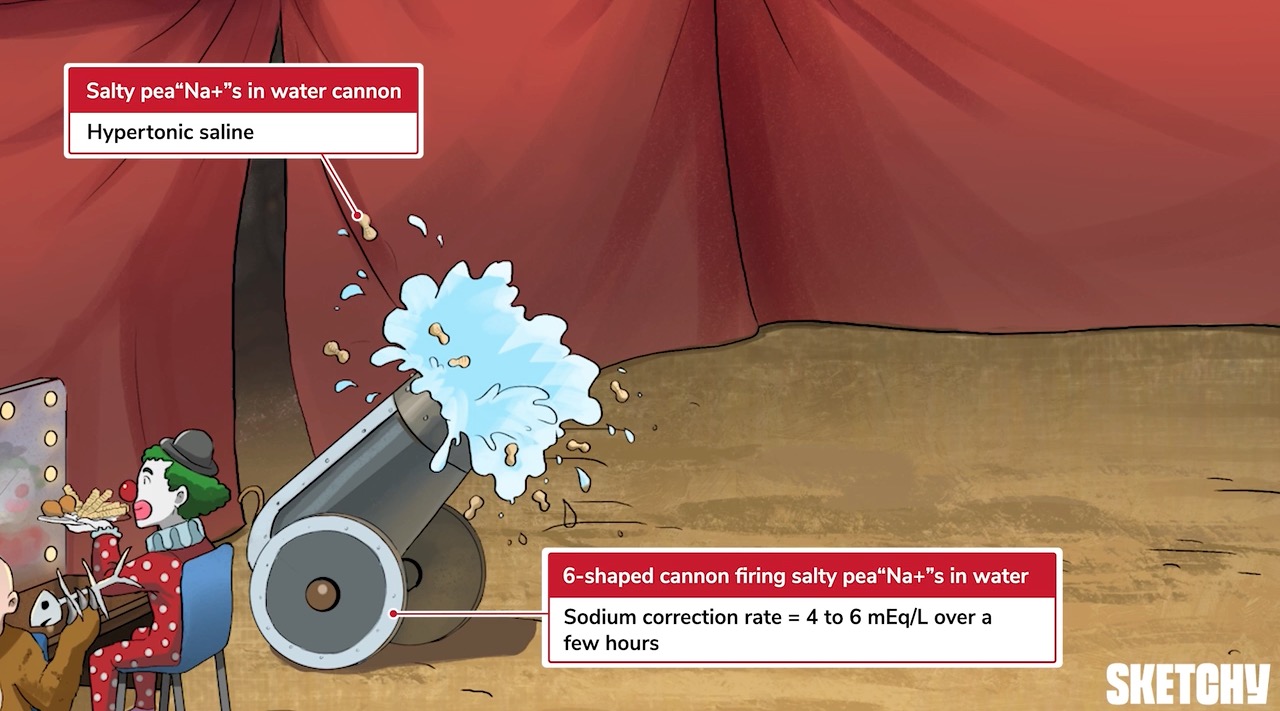 Salty pea“Na+”s in water cannon
Hypertonic saline
6-shaped cannon firing salty pea“Na+”s in water
Sodium correction rate = 4 to 6 mEq/L over a
few hours
SKETCHY